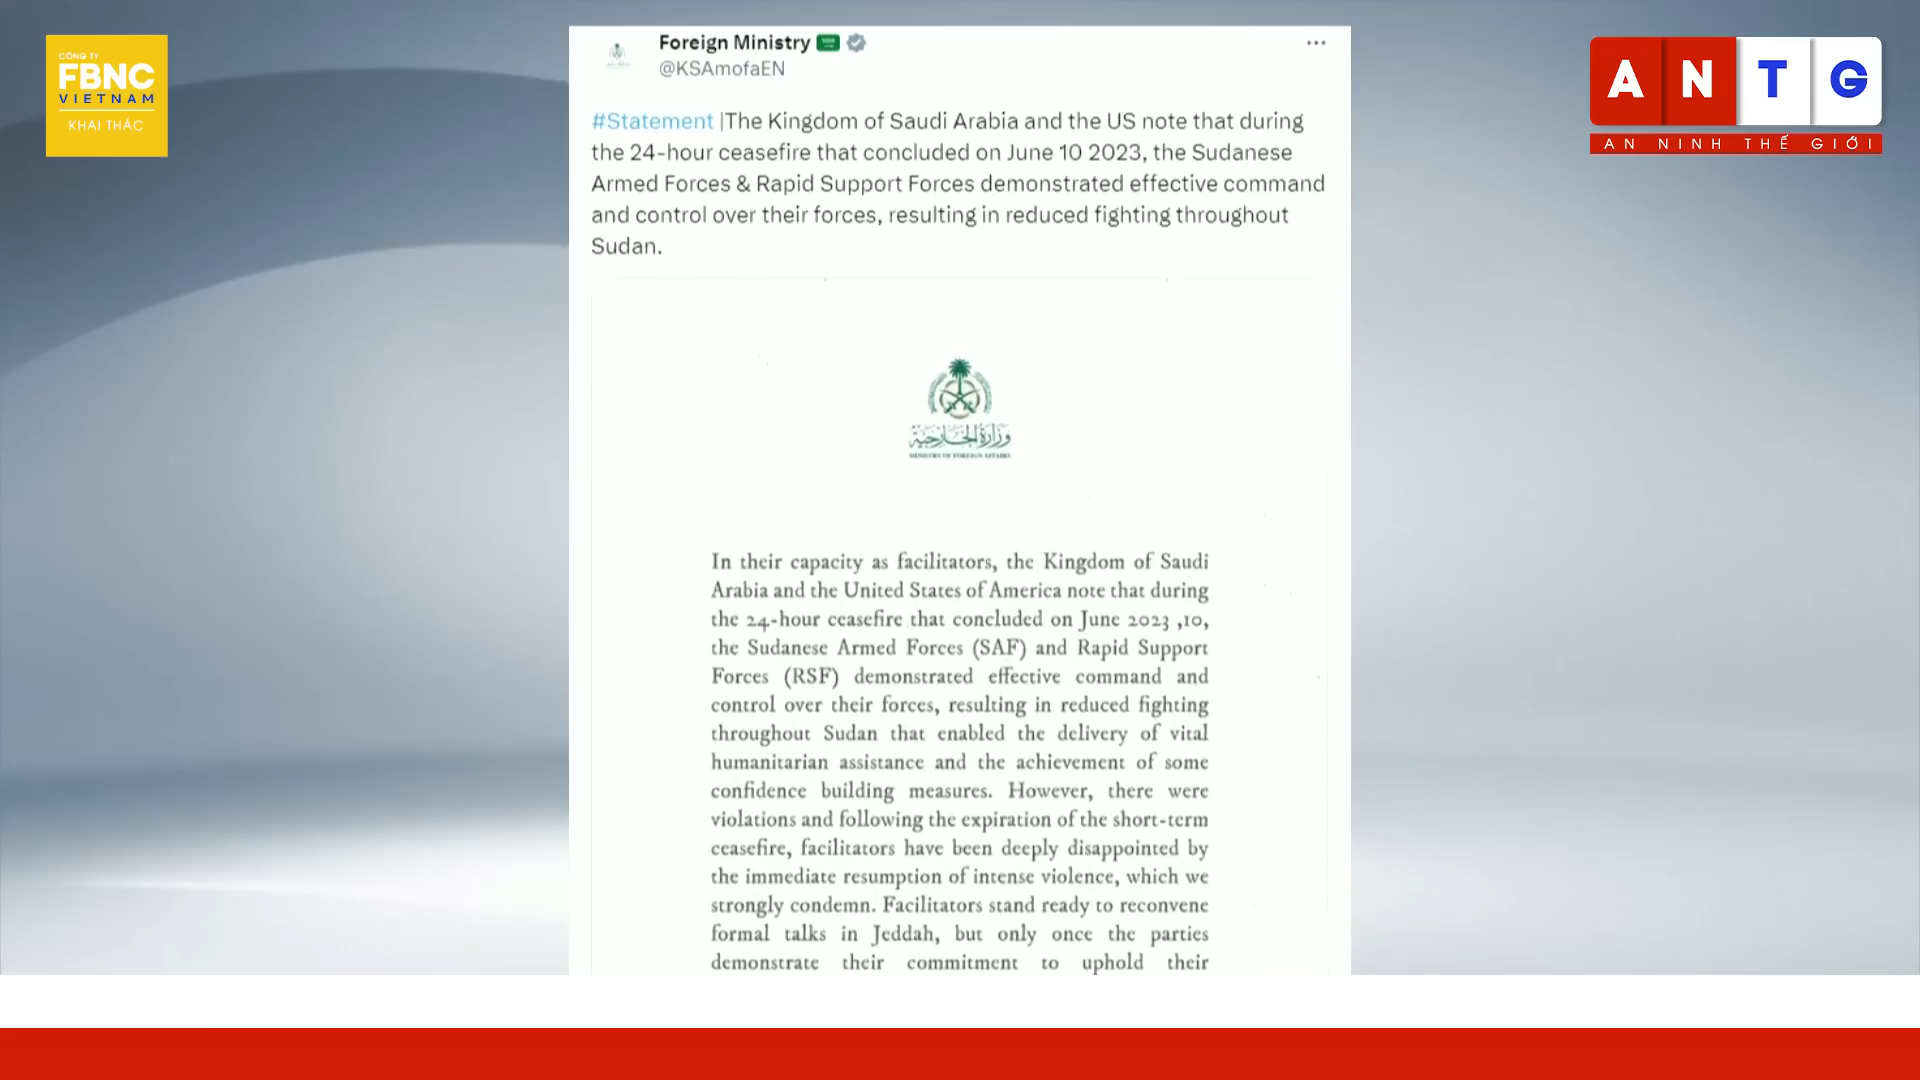 CÔNG TY
FBNC
VIETNAM
KHAI THÁC
Foreign Ministry
@KSAmofaEN
#Statement |The Kingdom of Saudi Arabia and the US note that during
the 24-hour ceasefire that concluded on June 10 2023, the Sudanese
Armed Forces & Rapid Support Forces demonstrated effective command
and control over their forces, resulting in reduced fighting throughout
Sudan.
وزارة الخارجية
MINISTRY OF FOREIGN AFFAIRS
In their capacity as facilitators, the Kingdom of Saudi
Arabia and the United States of America note that during
the 24-hour ceasefire that concluded on June 2023 ,10,
the Sudanese Armed Forces (SAF) and Rapid Support
Forces (RSF) demonstrated effective command and
control over their forces, resulting in reduced fighting
throughout Sudan that enabled the delivery of vital
humanitarian assistance and the achievement of some
confidence building measures. However, there were
violations and following the expiration of the short-term
ceasefire, facilitators have been deeply disappointed by
the immediate resumption of intense violence, which we
strongly condemn. Facilitators stand ready to reconvene
formal talks in Jeddah, but only once the parties
demonstrate their commitment to uphold their
ANTG
AN NINH THẾ GIỚI